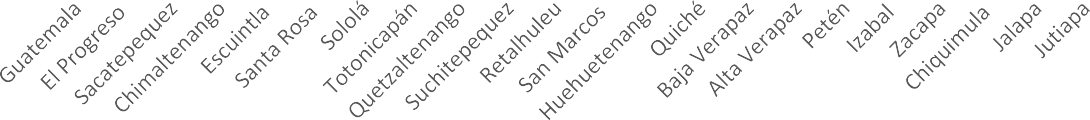 Guatemala
El Progreso
Sacatepequez
Chimaltenango
Escuintla
Santa Rosa
Sololá
Totonicapán
Quetzaltenango
Suchitepequez
Retalhuleu
San Marcos
Huehuetenango
Quiché
Baja Verapaz
Alta Verapaz
Petén
Izabal
Zacapa
Chiquimula
Jalapa
Jutiapa